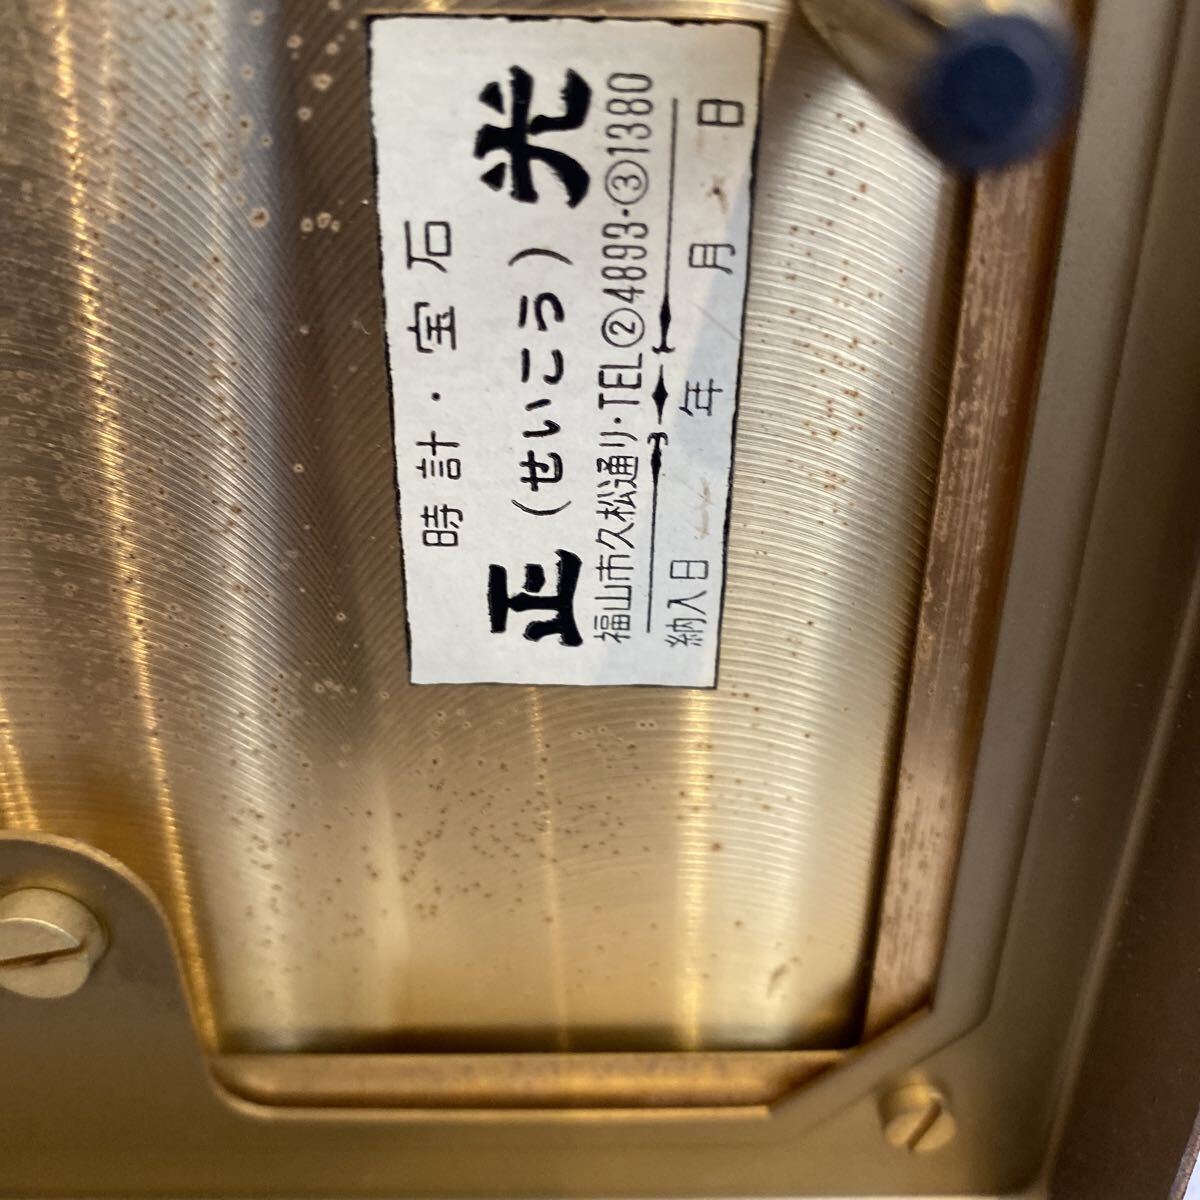 時計・宝石
正(せいこう)光
福山市久松通り・TEL②4893・③1380
納入日 年 月 日